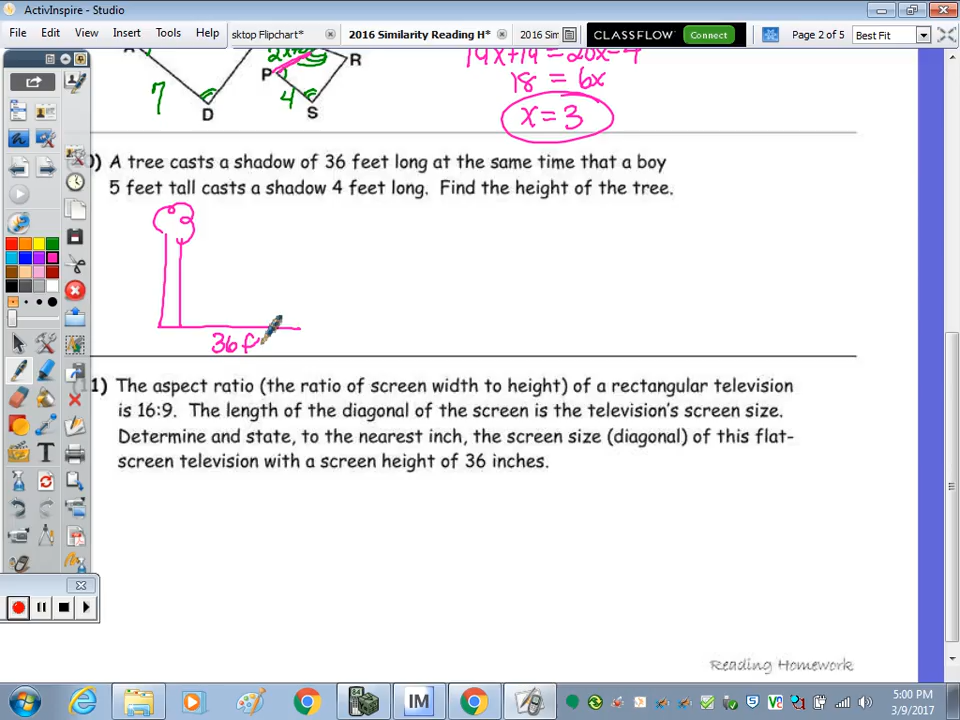 ActivInspire - Studio
File Edit View Insert Tools Help
sktop Flipchart*
2016 Similarity Reading H*
2016 Sim
CLASSFLOW Connect
Page 2 of 5
Best Fit
7
D
P
4
S
R
18 = 6x
x = 3
0) A tree casts a shadow of 36 feet long at the same time that a boy
5 feet tall casts a shadow 4 feet long. Find the height of the tree.
36 f
11) The aspect ratio (the ratio of screen width to height) of a rectangular television
is 16:9. The length of the diagonal of the screen is the television's screen size.
Determine and state, to the nearest inch, the screen size (diagonal) of this flat-
screen television with a screen height of 36 inches.
Reading Homework
IM
5:00 PM
3/9/2017